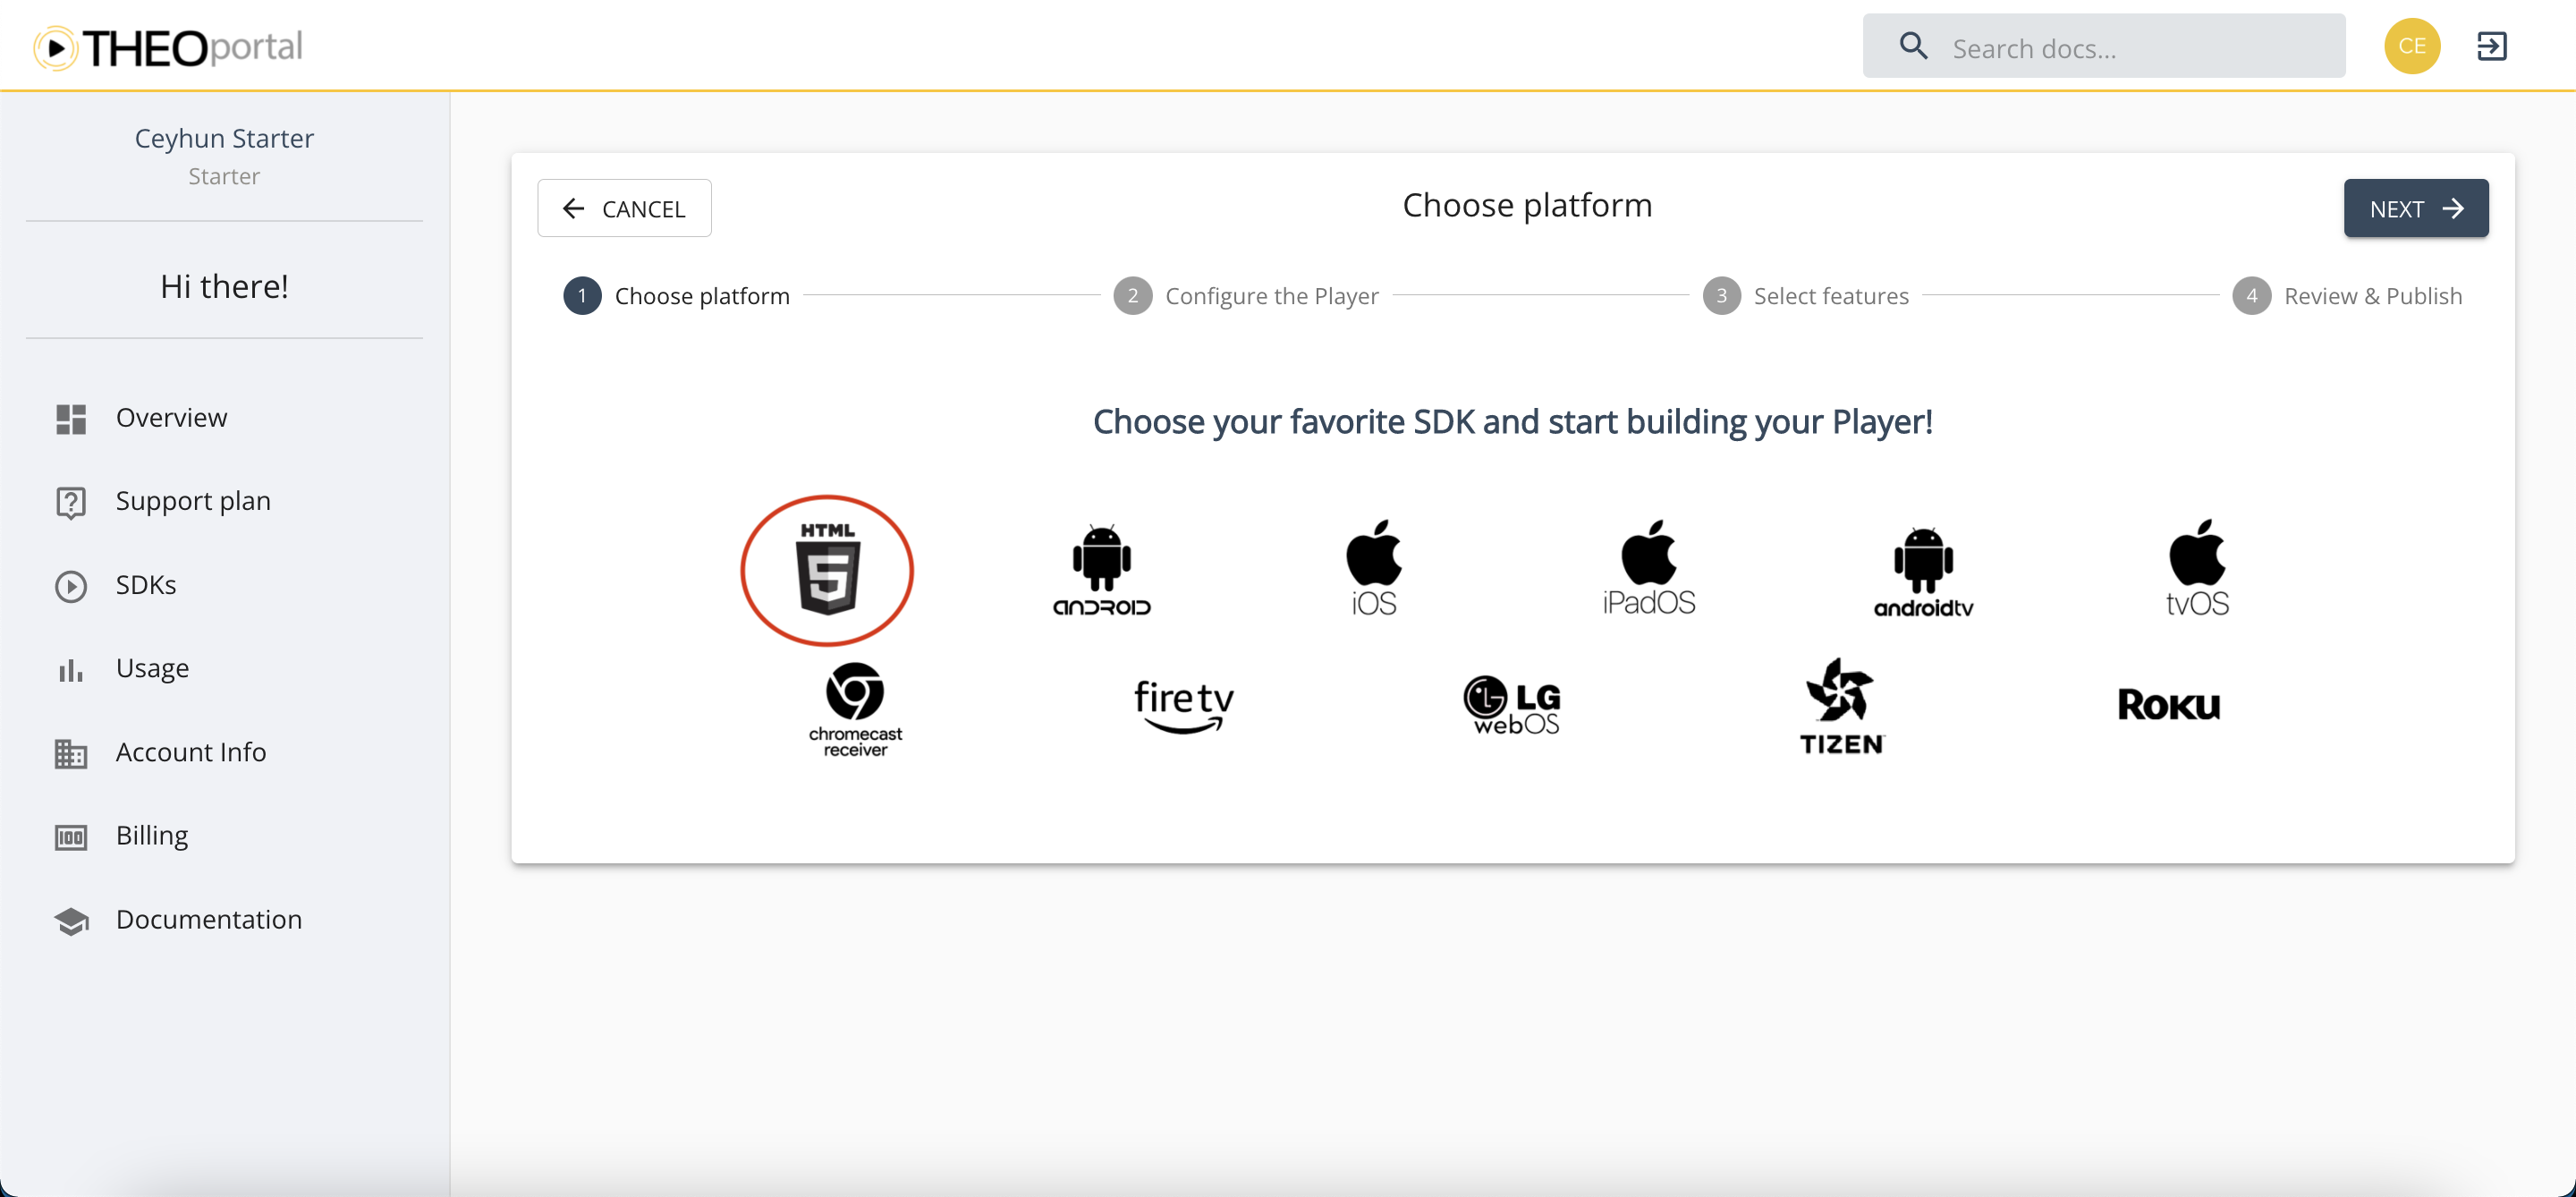 THEOportal
Search docs...
CE
Ceyhun Starter
Starter
Hi there!
Overview
Support plan
SDKs
Usage
Account Info
100
Billing
Documentation
CANCEL
Choose platform
NEXT
1 Choose platform
2 Configure the Player
3 Select features
4 Review & Publish
Choose your favorite SDK and start building your Player!
HTML
5
ANDROID
iOS
iPadOS
androidtv
tvOS
chromecast
receiver
fire tv
LG
webOS
TIZEN
ROKU